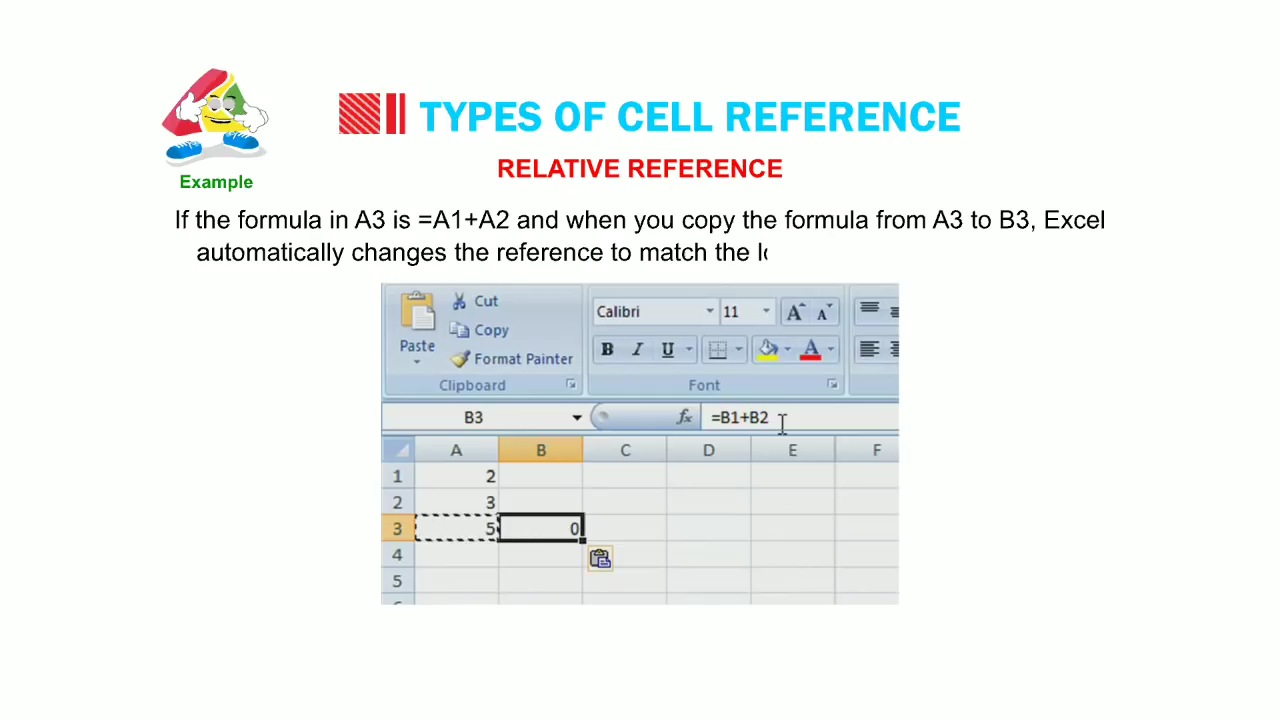 TYPES OF CELL REFERENCE
RELATIVE REFERENCE
Example
If the formula in A3 is =A1+A2 and when you copy the formula from A3 to B3, Excel
automatically changes the reference to match the
Cut
Copy
Paste
Format Painter
Clipboard
Calibri 11 A A
B I U A
Font
B3 fx =B1+B2
A B C D E F
1 2
2 3
3 5 0
4
5